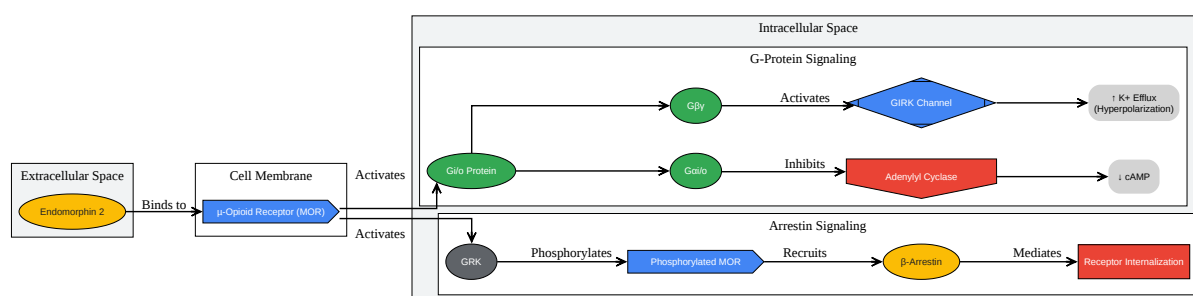 Intracellular Space
G-Protein Signaling
Gβγ
Activates
GIRK Channel
↑ K+ Efflux
(Hyperpolarization)
Extracellular Space
Endomorphin 2
Binds to
Cell Membrane
µ-Opioid Receptor (MOR)
Activates
Gi/o Protein
Gαi/o
Inhibits
Adenylyl Cyclase
↓ cAMP
Activates
Arrestin Signaling
GRK
Phosphorylates
Phosphorylated MOR
Recruits
β-Arrestin
Mediates
Receptor Internalization